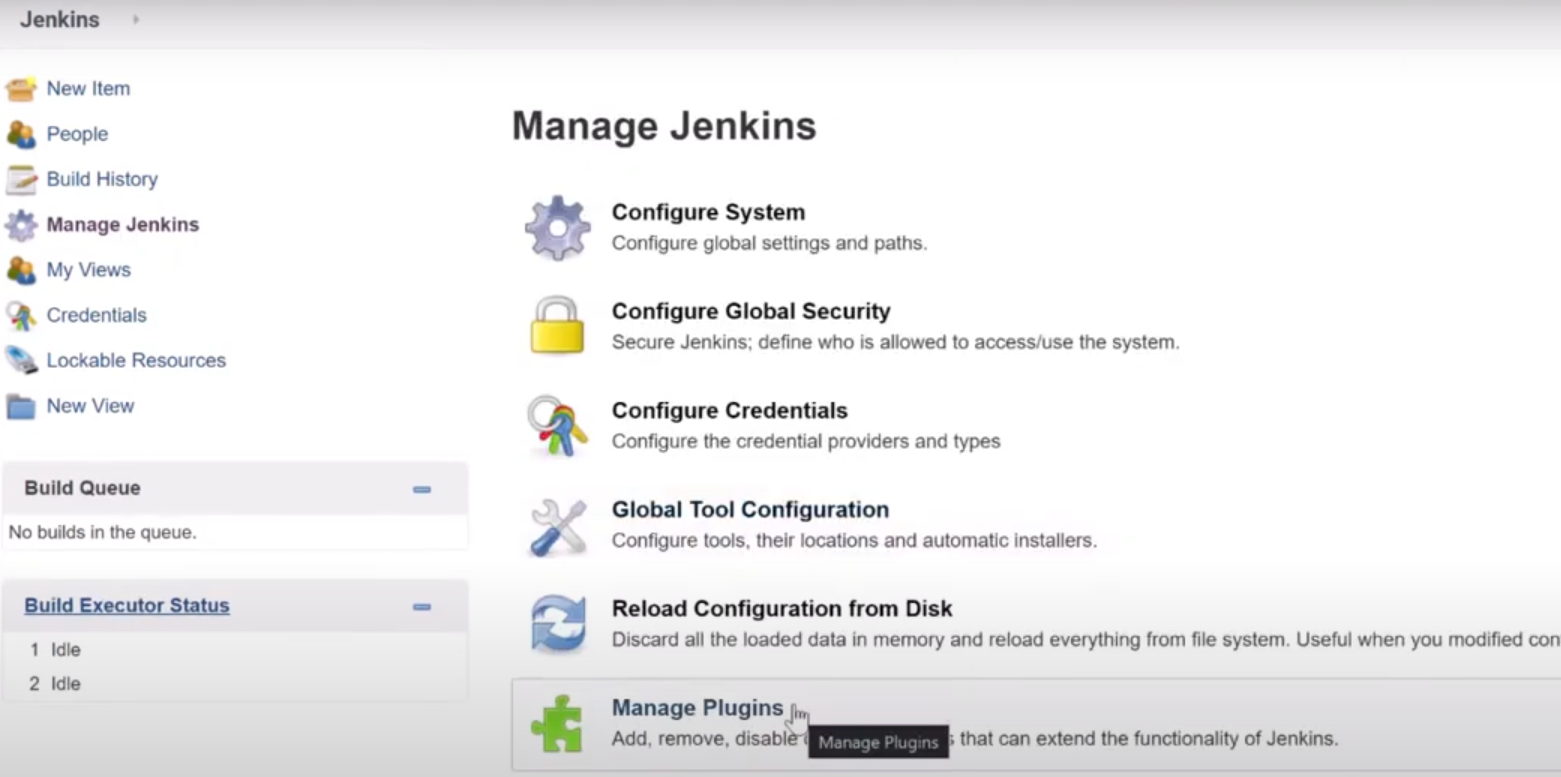 Jenkins
New Item
People
Build History
Manage Jenkins
My Views
Credentials
Lockable Resources
New View
Build Queue
No builds in the queue.
Build Executor Status
1 Idle
2 Idle
Manage Jenkins
Configure System
Configure global settings and paths.
Configure Global Security
Secure Jenkins; define who is allowed to access/use the system.
Configure Credentials
Configure the credential providers and types
Global Tool Configuration
Configure tools, their locations and automatic installers.
Reload Configuration from Disk
Discard all the loaded data in memory and reload everything from file system. Useful when you modified con
Manage Plugins
Add, remove, disable that can extend the functionality of Jenkins.
Manage Plugins